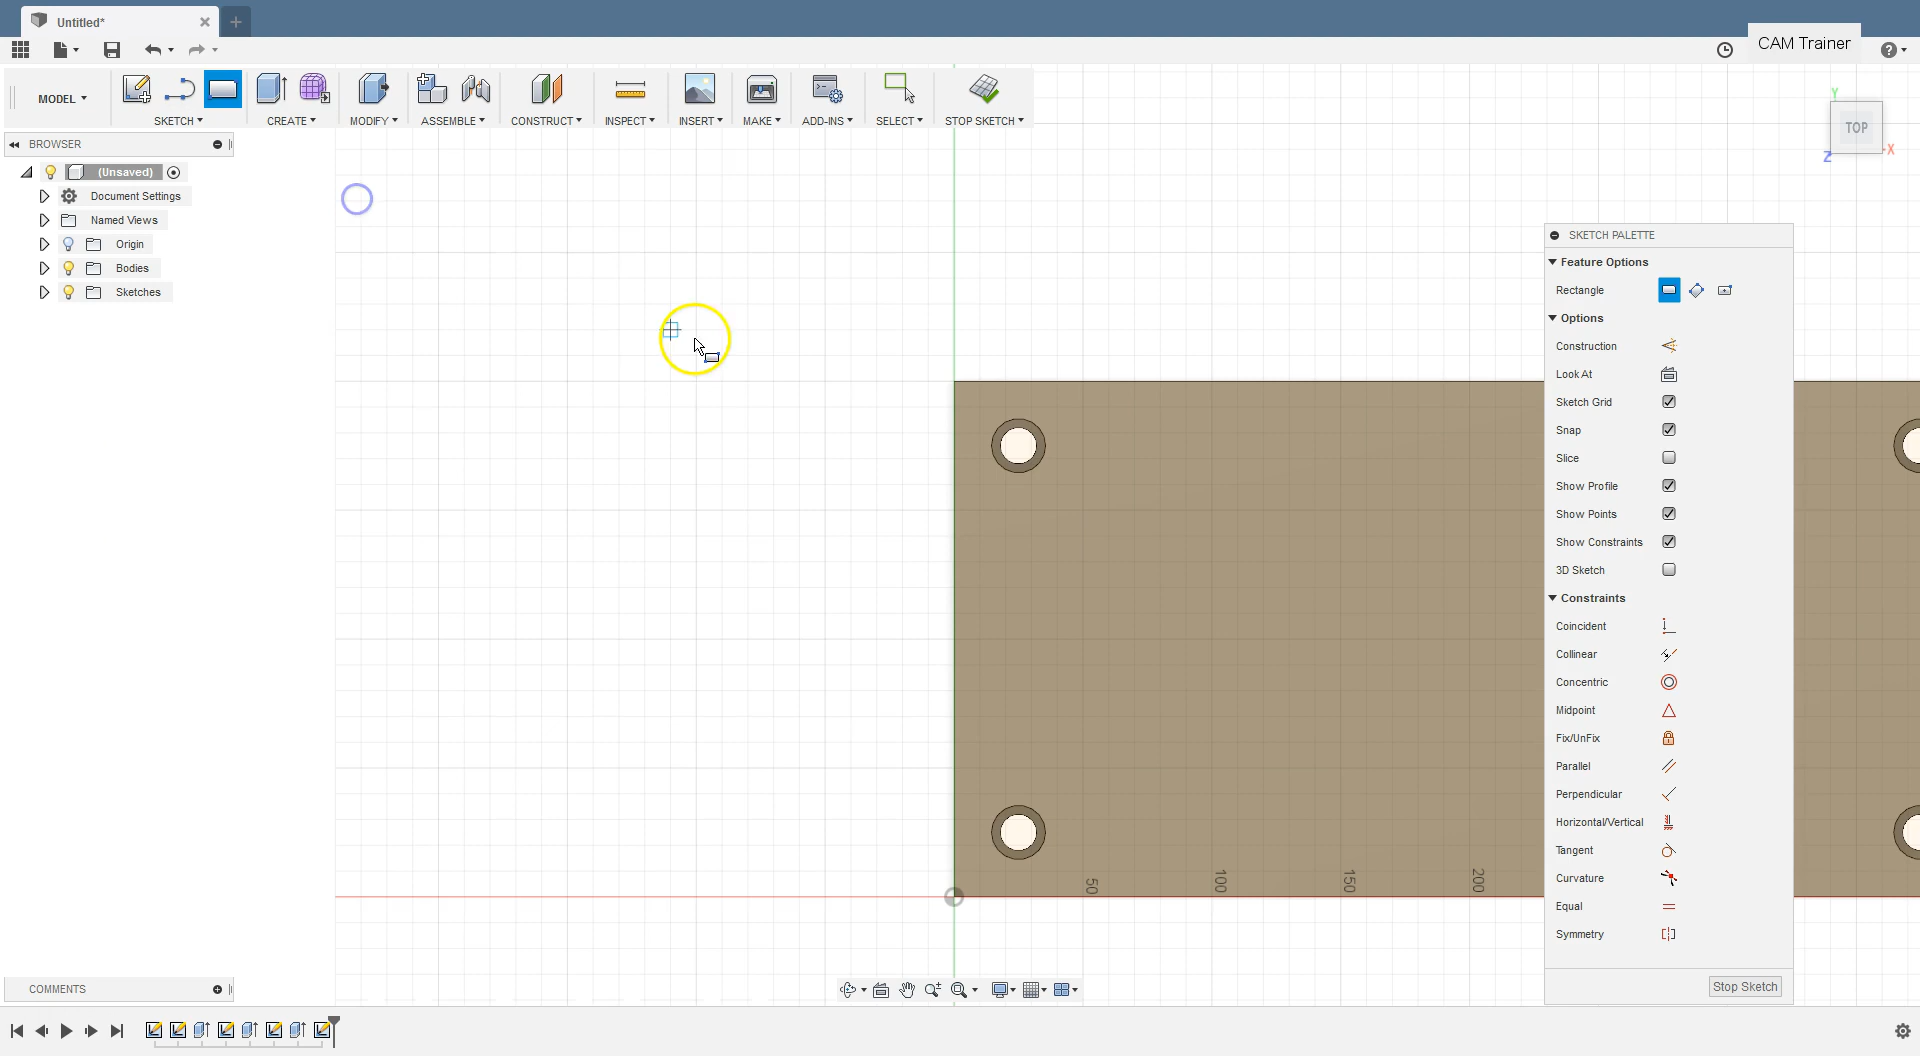 Untitled*
CAM Trainer
MODEL
SKETCH
CREATE
MODIFY
ASSEMBLE
CONSTRUCT
INSPECT
INSERT
MAKE
ADD-INS
SELECT
STOP SKETCH
BROWSER
(Unsaved)
Document Settings
Named Views
Origin
Bodies
Sketches
Y
TOP
X
Z
SKETCH PALETTE
Feature Options
Rectangle
Options
Construction
Look At
Sketch Grid
Snap
Slice
Show Profile
Show Points
Show Constraints
3D Sketch
Constraints
Coincident
Collinear
Concentric
Midpoint
Fix/UnFix
Parallel
Perpendicular
Horizontal/Vertical
Tangent
Curvature
Equal
Symmetry
Stop Sketch
50
100
150
200
COMMENTS